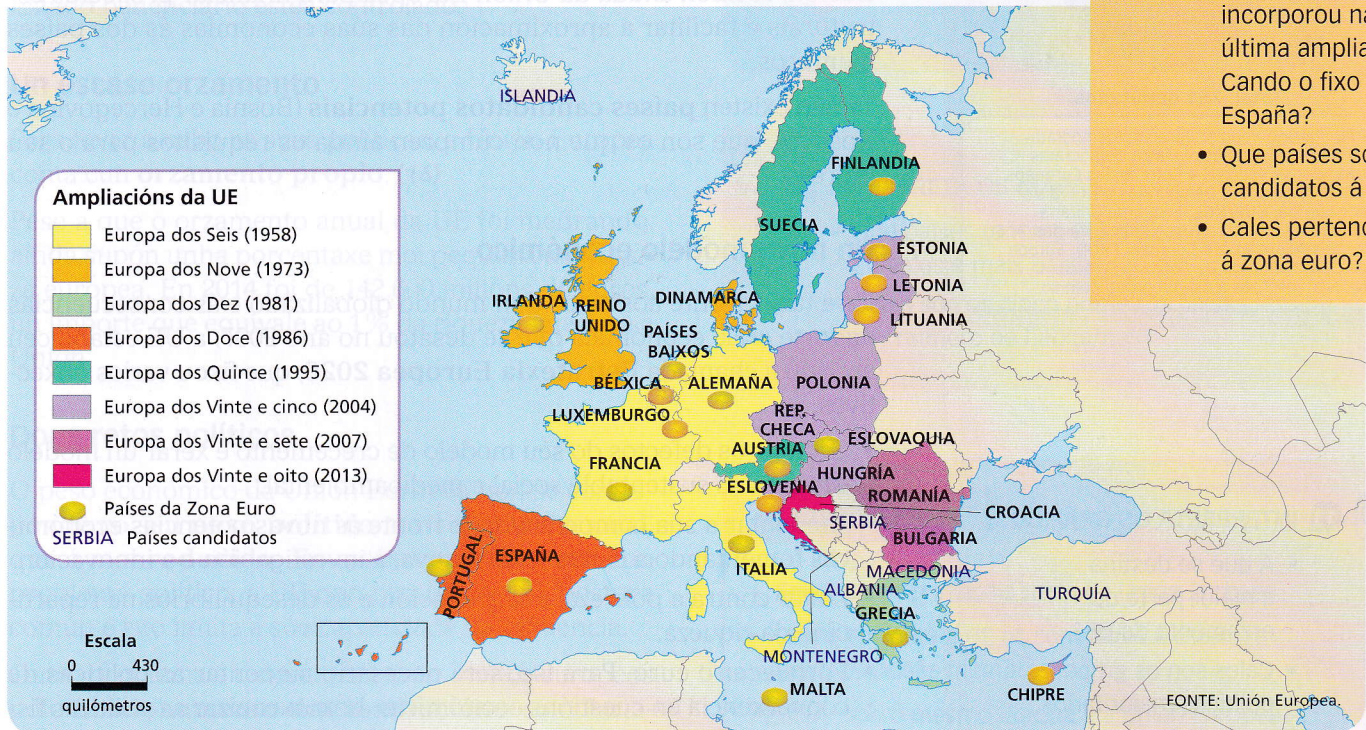 incorporou na
última amplia
Cando o fixo
España?
• Que países so
candidatos á
• Cales pertenc
á zona euro?
Ampliacións da UE
Europa dos Seis (1958)
Europa dos Nove (1973)
Europa dos Dez (1981)
Europa dos Doce (1986)
Europa dos Quince (1995)
Europa dos Vinte e cinco (2004)
Europa dos Vinte e sete (2007)
Europa dos Vinte e oito (2013)
Países da Zona Euro
SERBIA Países candidatos
Escala
0 430
quilómetros
ISLANDIA
FINLANDIA
SUECIA
ESTONIA
LETONIA
LITUANIA
IRLANDA
REINO
UNIDO
DINAMARCA
PAÍSES
BAIXOS
BÉLXICA
ALEMAÑA
POLONIA
LUXEMBURGO
REP.
CHECA
ESLOVAQUIA
AUSTRIA
FRANCIA
HUNGRÍA
ESLOVENIA
ROMANÍA
CROACIA
SERBIA
BULGARIA
PORTUGAL
ESPAÑA
ITALIA
MACEDONIA
ALBANIA
TURQUÍA
GRECIA
MONTENEGRO
MALTA
CHIPRE
FONTE: Unión Europea.